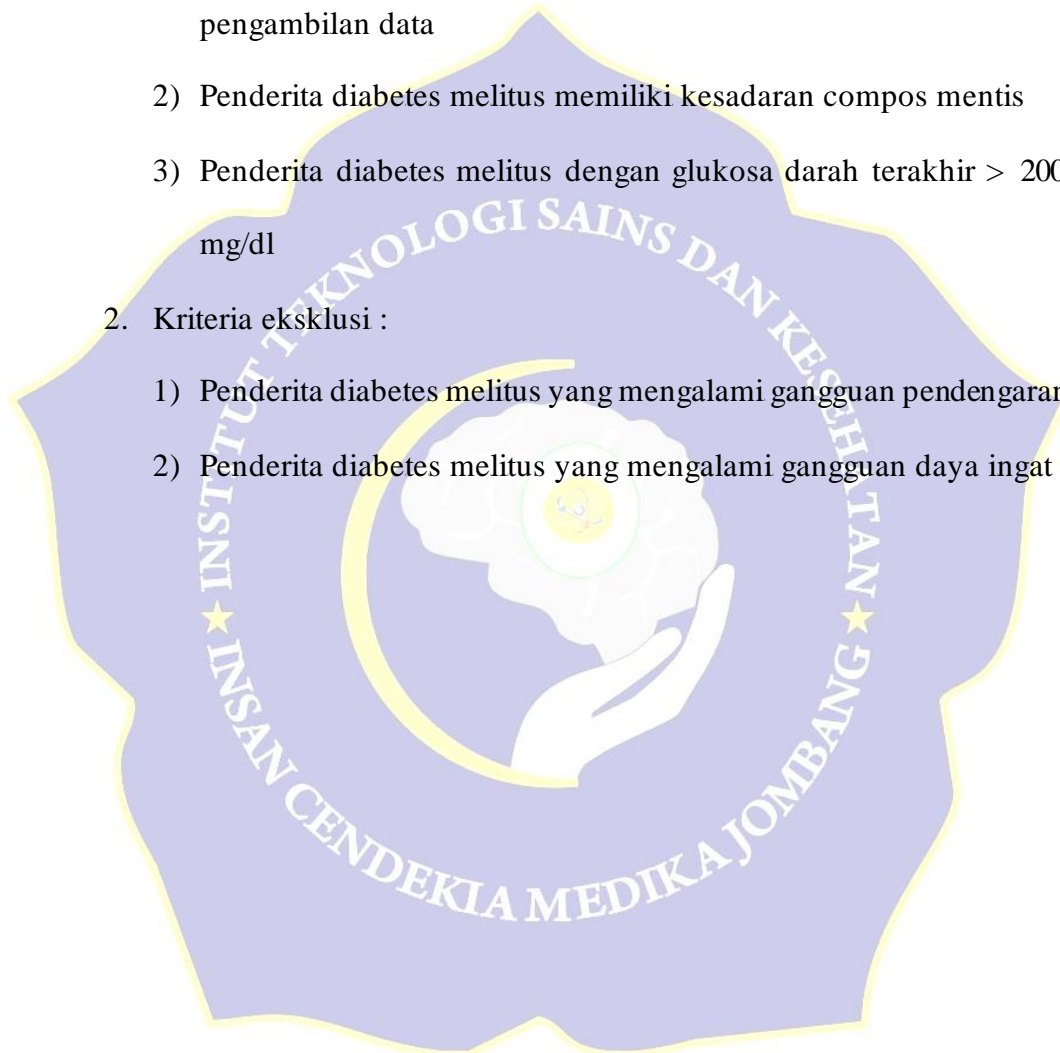 pengambilan data
2) Penderita diabetes melitus memiliki kesadaran compos mentis
3) Penderita diabetes melitus dengan glukosa darah terakhir > 200
mg/dl
2. Kriteria eksklusi :
1) Penderita diabetes melitus yang mengalami gangguan pendengaran
2) Penderita diabetes melitus yang mengalami gangguan daya ingat
INSTITUT TEKNOLOGI SAINS DAN KESEHATAN
INSAN CENDEKIA MEDIKA JOMBANG